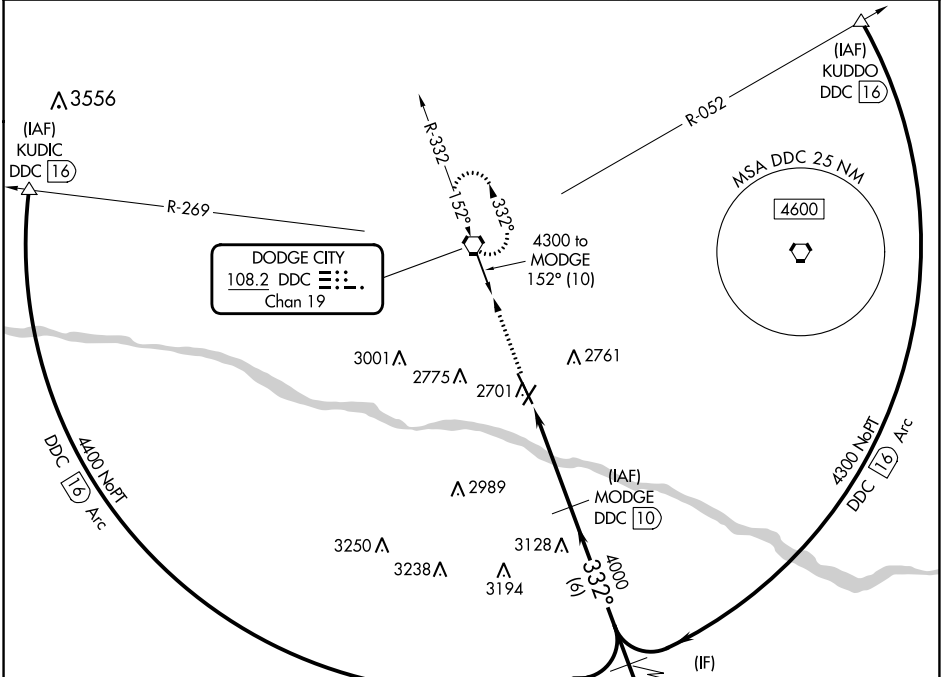 (IAF)
KUDDO
DDC 16
3556
(IAF)
KUDIC
DDC 16
R-052
R-332
152°
332°
MSA DDC 25 NM
4600
R-269
4300 to
MODGE
152° (10)
DODGE CITY
108.2 DDC
Chan 19
3001
2775
2761
2701
4400 NoPT
DDC 16 Arc
4300 NoPT
DDC 16 Arc
2989
(IAF)
MODGE
DDC 10
3250
3238
3194
3128
4000
332°
(6)
(IF)